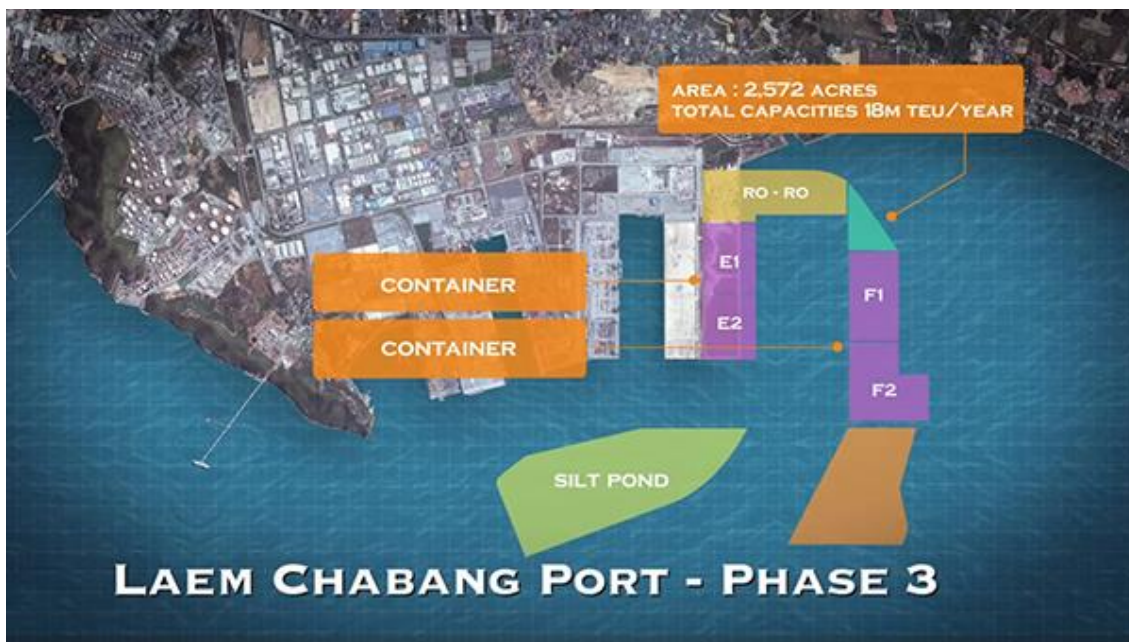 AREA : 2,572 ACRES
TOTAL CAPACITIES 18M TEU/YEAR
RO - RO
CONTAINER
E1
F1
E2
CONTAINER
F2
SILT POND
LAEM CHABANG PORT - PHASE 3